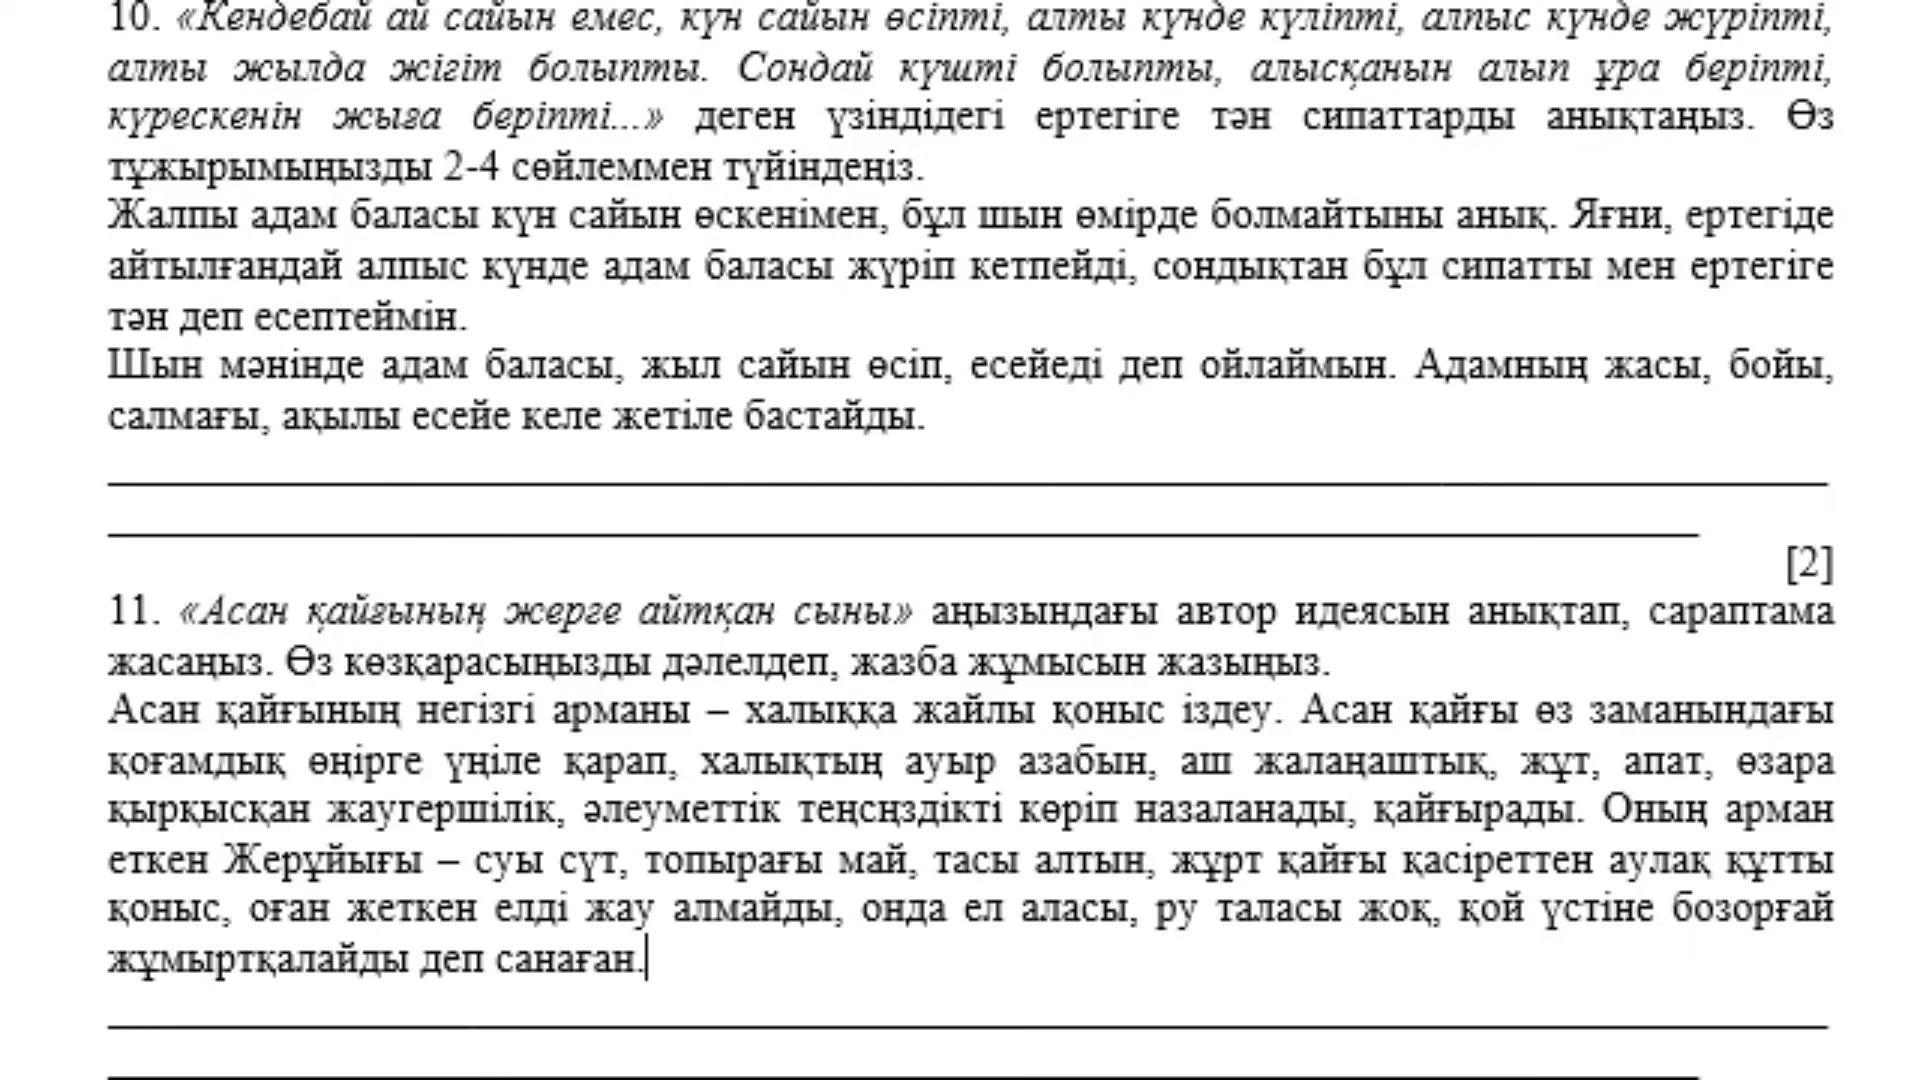 10. «Кендебай ай сайын емес, күн сайын өсіпті, алты күнде күліпті, алпыс күнде жүріпті,
алты жылда жігіт болыпты. Сондай күшті болыпты, алысқанын алып ұра беріпті,
күрескенін жыға беріпті...» деген үзіндідегі ертегіге тән сипаттарды анықтаңыз. Өз
тұжырымыңызды 2-4 сөйлеммен түйіндеңіз.
Жалпы адам баласы күн сайын өскенімен, бұл шын өмірде болмайтыны анық. Яғни, ертегіде
айтылғандай алпыс күнде адам баласы жүріп кетпейді, сондықтан бұл сипатты мен ертегіге
тән деп есептеймін.
Шын мәнінде адам баласы, жыл сайын өсіп, есейеді деп ойлаймын. Адамның жасы, бойы,
салмағы, ақылы есейе келе жетіле бастайды.
[2]
11. «Асан қайғының жерге айтқан сыны» аңызындағы автор идеясын анықтап, сараптама
жасаңыз. Өз көзқарасыңызды дәлелдеп, жазба жұмысын жазыңыз.
Асан қайғының негізгі арманы – халыққа жайлы қоныс іздеу. Асан қайғы өз заманындағы
қоғамдық өңірге үңіле қарап, халықтың ауыр азабын, аш жалаңаштық, жұт, апат, өзара
қырқысқан жаугершілік, әлеуметтік теңсңздікті көріп назаланады, қайғырады. Оның арман
еткен Жерұйығы – суы сүт, топырағы май, тасы алтын, жұрт қайғы қасіреттен аулақ құтты
қоныс, оған жеткен елді жау алмайды, онда ел аласы, ру таласы жоқ, қой үстіне бозорғай
жұмыртқалайды деп санаған.